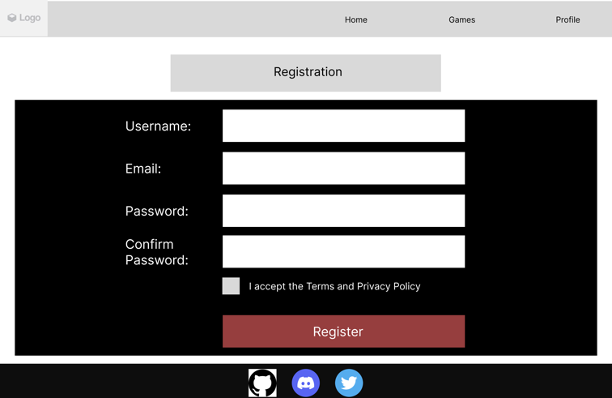 Logo
Home Games Profile
Registration
Username:
Email:
Password:
Confirm
Password:
I accept the Terms and Privacy Policy
Register